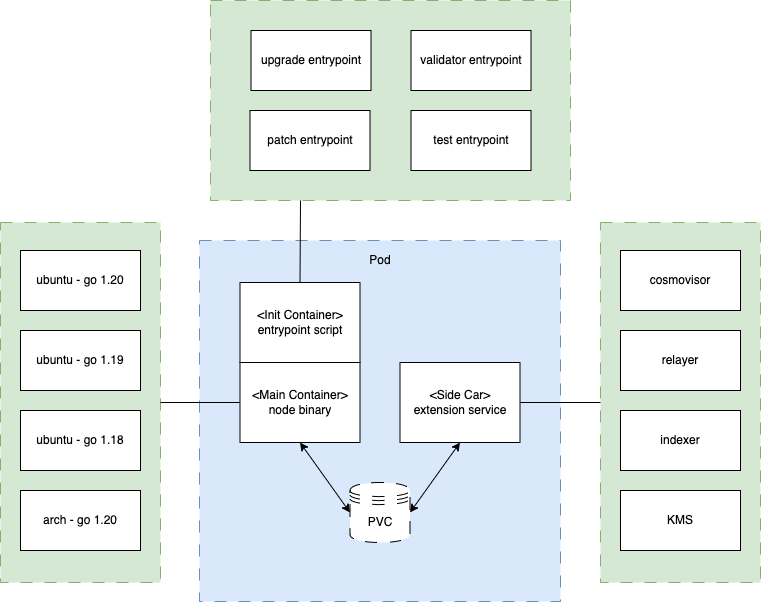 upgrade entrypoint
validator entrypoint
patch entrypoint
test entrypoint
ubuntu - go 1.20
ubuntu - go 1.19
ubuntu - go 1.18
arch - go 1.20
Pod
<Init Container>
entrypoint script
<Main Container>
node binary
<Side Car>
extension service
PVC
cosmovisor
relayer
indexer
KMS